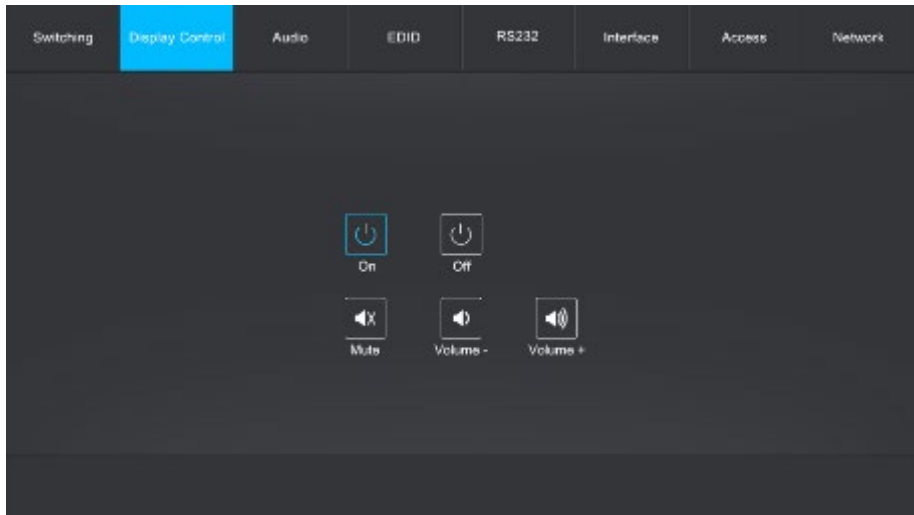 Switching Display Control Audio EDID RS232 Interface Access Network
On Off
Mute Volume - Volume +